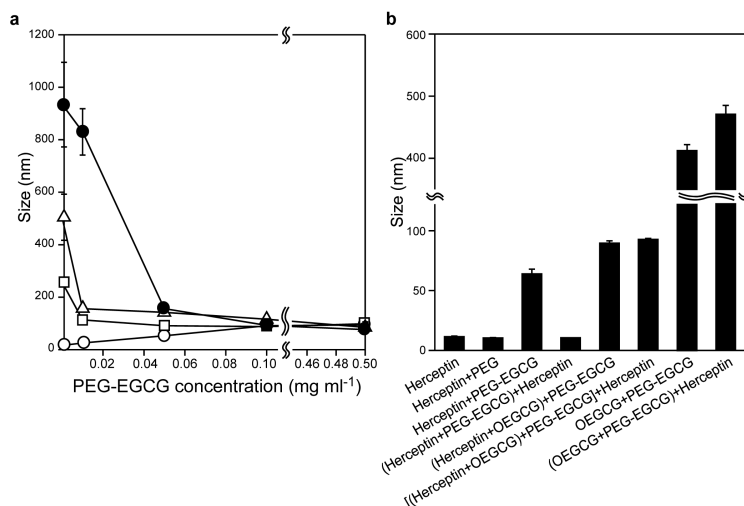 a
1200
1000
800
600
400
200
0
Size (nm)
0.02
0.04
0.06
0.08
0.10
0.46
0.48
0.50
PEG-EGCG concentration (mg ml-1)
b
600
500
400
100
50
0
Size (nm)
Herceptin
Herceptin+PEG
Herceptin+PEG-EGCG
(Herceptin+PEG-EGCG)+Herceptin
(Herceptin+OEGCG)+PEG-EGCG
[(Herceptin+OEGCG)+PEG-EGCG]+Herceptin
OEGCG+PEG-EGCG
(OEGCG+PEG-EGCG)+Herceptin